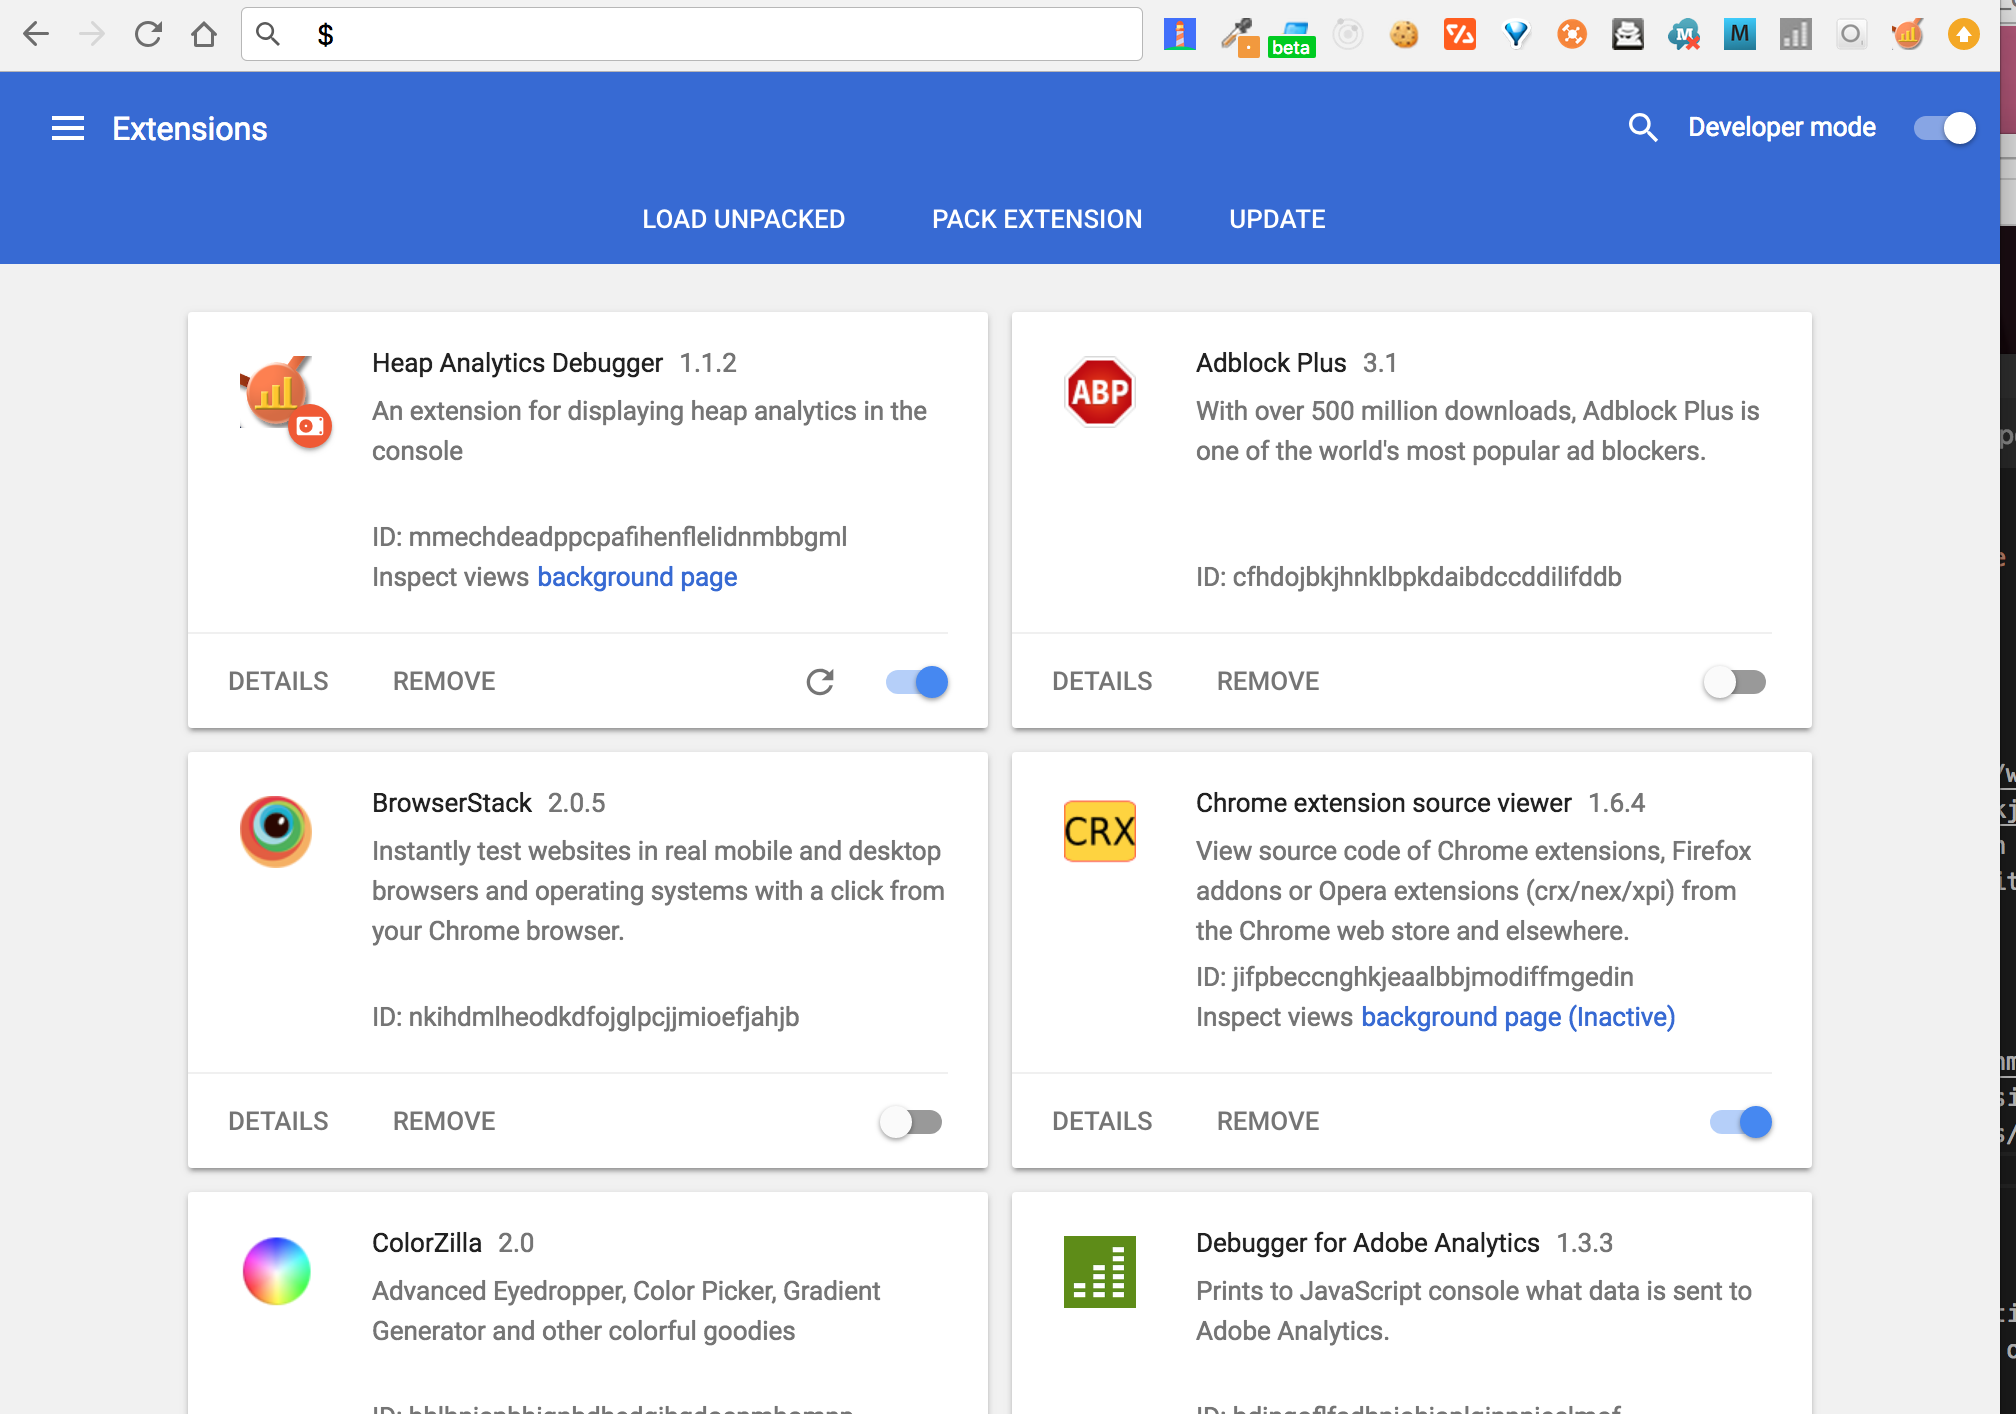 $
beta
M
M
Extensions
Developer mode
LOAD UNPACKED
PACK EXTENSION
UPDATE
Heap Analytics Debugger 1.1.2
An extension for displaying heap analytics in the
console
ID: mmechdeadppcpafihenflelidnmbbgml
Inspect views background page
DETAILS
REMOVE
ABP
Adblock Plus 3.1
With over 500 million downloads, Adblock Plus is
one of the world's most popular ad blockers.
ID: cfhdojbkjhnklbpkdaibdccddilifddb
DETAILS
REMOVE
BrowserStack 2.0.5
Instantly test websites in real mobile and desktop
browsers and operating systems with a click from
your Chrome browser.
ID: nkihdmlheodkdfojglpcjjmioefjahjb
DETAILS
REMOVE
CRX
Chrome extension source viewer 1.6.4
View source code of Chrome extensions, Firefox
addons or Opera extensions (crx/nex/xpi) from
the Chrome web store and elsewhere.
ID: jifpbeccnghkjeaalbbjmodiffmgedin
Inspect views background page (Inactive)
DETAILS
REMOVE
ColorZilla 2.0
Advanced Eyedropper, Color Picker, Gradient
Generator and other colorful goodies
Debugger for Adobe Analytics 1.3.3
Prints to JavaScript console what data is sent to
Adobe Analytics.